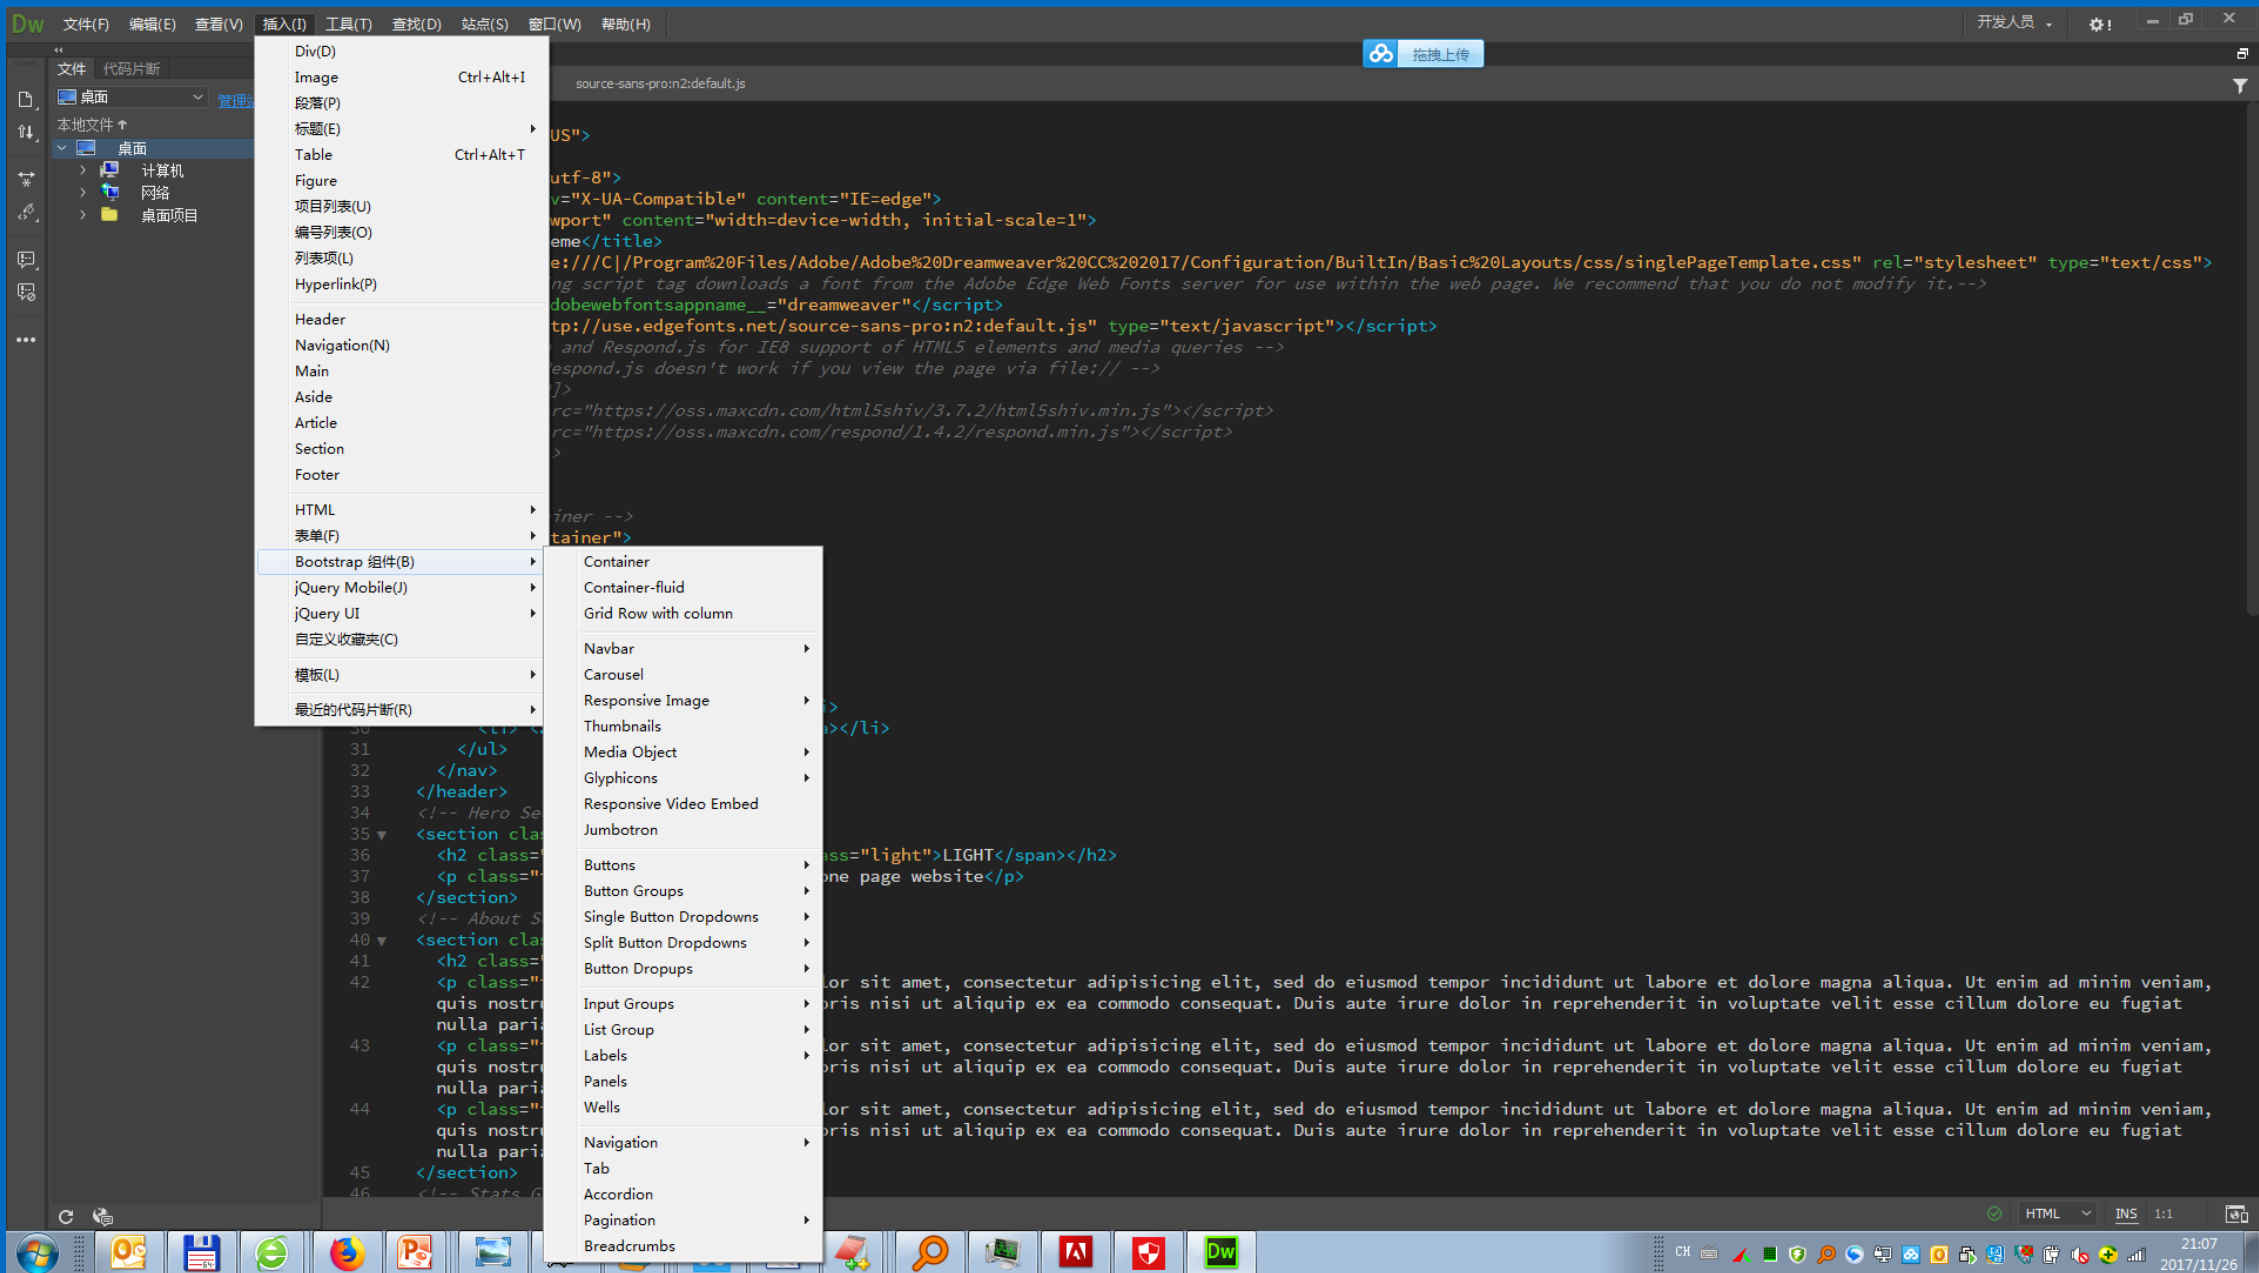 Dw 文件(F) 编辑(E) 查看(V) 插入(I) 工具(T) 查找(D) 站点(S) 窗口(W) 帮助(H) 开发人员
拖拽上传
文件 代码片断
source-sans-pro:n2:default.js
桌面 管理站
本地文件
桌面
计算机
网络
桌面项目
Div(D)
Image Ctrl+Alt+I
段落(P)
标题(E)
Table Ctrl+Alt+T
Figure
项目列表(U)
编号列表(O)
列表项(L)
Hyperlink(P)
Header
Navigation(N)
Main
Aside
Article
Section
Footer
HTML
表单(F)
Bootstrap 组件(B)
jQuery Mobile(J)
jQuery UI
自定义收藏夹(C)
模板(L)
最近的代码片断(R)
Container
Container-fluid
Grid Row with column
Navbar
Carousel
Responsive Image
Thumbnails
Media Object
Glyphicons
Responsive Video Embed
Jumbotron
Buttons
Button Groups
Single Button Dropdowns
Split Button Dropdowns
Button Dropups
Input Groups
List Group
Labels
Panels
Wells
Navigation
Tab
Accordion
Pagination
Breadcrumbs
US">
utf-8">
v="X-UA-Compatible" content="IE=edge">
wport" content="width=device-width, initial-scale=1">
eme</title>
e:///C|/Program%20Files/Adobe/Adobe%20Dreamweaver%20CC%202017/Configuration/BuiltIn/Basic%20Layouts/css/singlePageTemplate.css" rel="stylesheet" type="text/css">
ng script tag downloads a font from the Adobe Edge Web Fonts server for use within the web page. We recommend that you do not modify it.-->
dobewebfontsappname__="dreamweaver"</script>
tp://use.edgefonts.net/source-sans-pro:n2:default.js" type="text/javascript"></script>
and Respond.js for IE8 support of HTML5 elements and media queries -->
espond.js doesn't work if you view the page via file:// -->
]>
rc="https://oss.maxcdn.com/html5shiv/3.7.2/html5shiv.min.js"></script>
rc="https://oss.maxcdn.com/respond/1.4.2/respond.min.js"></script>
>
iner -->
tainer">
i>
30 <li> < a></li>
31 </ul>
32 </nav>
33 </header>
34 <!-- Hero Se
35 <section clas
36 <h2 class=" ass="light">LIGHT</span></h2>
37 <p class=" one page website</p>
38 </section>
39 <!-- About S
40 <section clas
41 <h2 class="
42 <p class=" lor sit amet, consectetur adipisicing elit, sed do eiusmod tempor incididunt ut labore et dolore magna aliqua. Ut enim ad minim veniam,
quis nostru oris nisi ut aliquip ex ea commodo consequat. Duis aute irure dolor in reprehenderit in voluptate velit esse cillum dolore eu fugiat
nulla paria
43 <p class=" lor sit amet, consectetur adipisicing elit, sed do eiusmod tempor incididunt ut labore et dolore magna aliqua. Ut enim ad minim veniam,
quis nostru oris nisi ut aliquip ex ea commodo consequat. Duis aute irure dolor in reprehenderit in voluptate velit esse cillum dolore eu fugiat
nulla paria
44 <p class=" lor sit amet, consectetur adipisicing elit, sed do eiusmod tempor incididunt ut labore et dolore magna aliqua. Ut enim ad minim veniam,
quis nostru oris nisi ut aliquip ex ea commodo consequat. Duis aute irure dolor in reprehenderit in voluptate velit esse cillum dolore eu fugiat
nulla paria
45 </section>
46 <!-- Stats G
HTML INS 1:1
Dw CH 21:07
2017/11/26